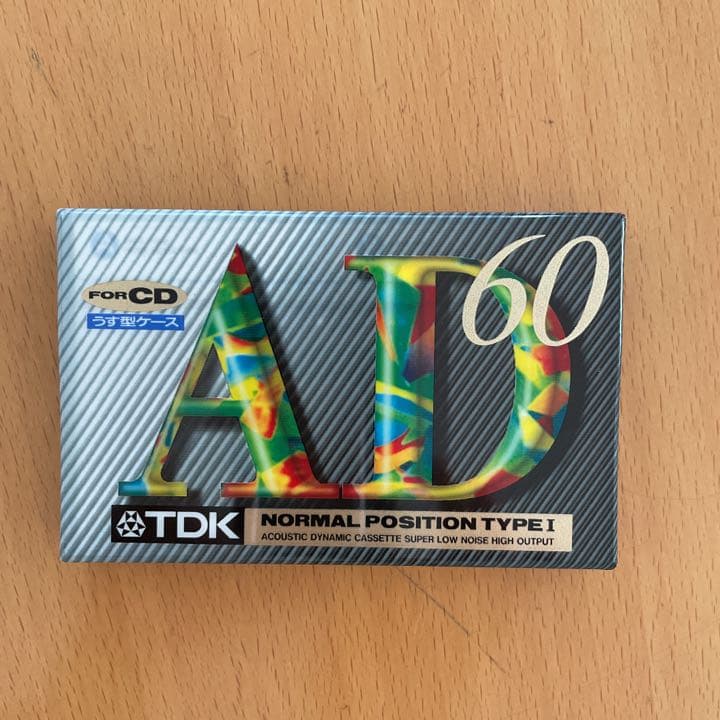 AD
60
FOR CD
うす型ケース
TDK
NORMAL POSITION TYPE I
ACOUSTIC DYNAMIC CASSETTE SUPER LOW NOISE HIGH OUTPUT